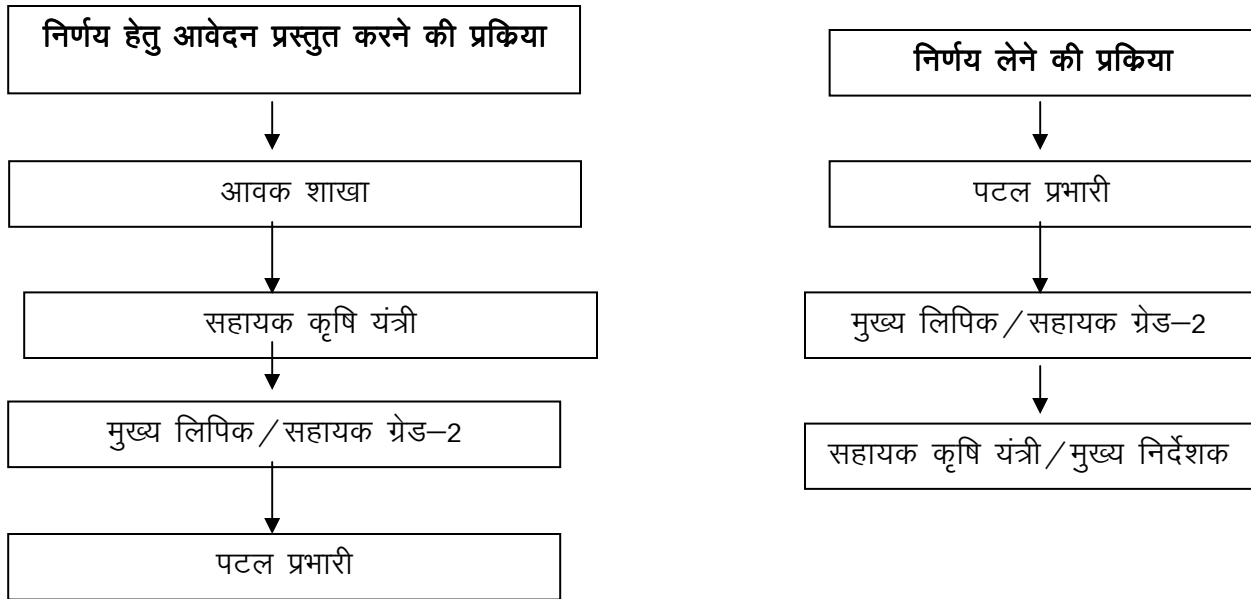 निर्णय हेतु आवेदन प्रस्तुत करने की प्रकिया
आवक शाखा
सहायक कृषि यंत्री
मुख्य लिपिक/सहायक ग्रेड–2
पटल प्रभारी
निर्णय लेने की प्रकिया
पटल प्रभारी
मुख्य लिपिक/सहायक ग्रेड–2
सहायक कृषि यंत्री/मुख्य निर्देशक